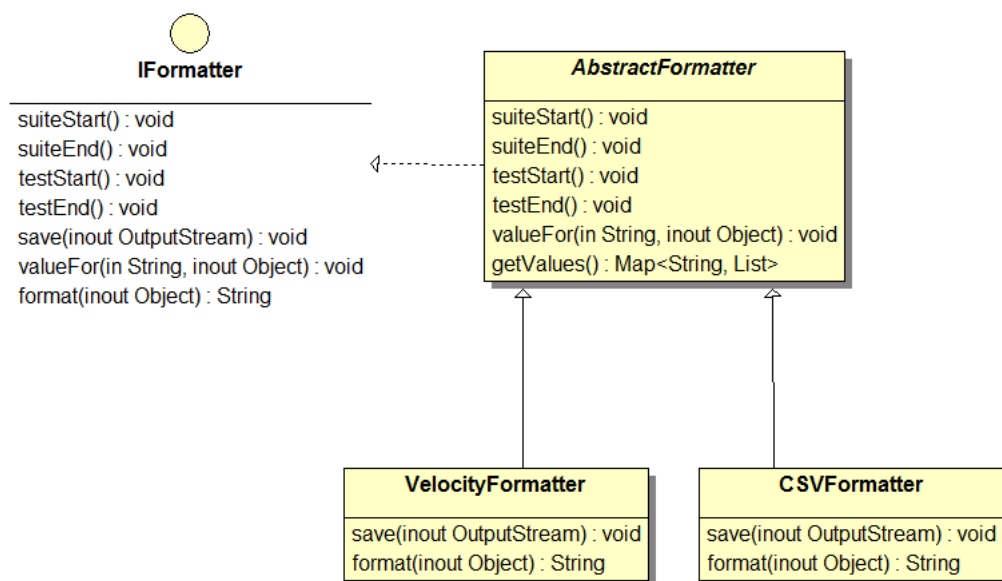 IFormatter
suiteStart() : void
suiteEnd() : void
testStart() : void
testEnd() : void
save(inout OutputStream) : void
valueFor(in String, inout Object) : void
format(inout Object) : String
AbstractFormatter
suiteStart() : void
suiteEnd() : void
testStart() : void
testEnd() : void
valueFor(in String, inout Object) : void
getValues() : Map<String, List>
VelocityFormatter
save(inout OutputStream) : void
format(inout Object) : String
CSVFormatter
save(inout OutputStream) : void
format(inout Object) : String